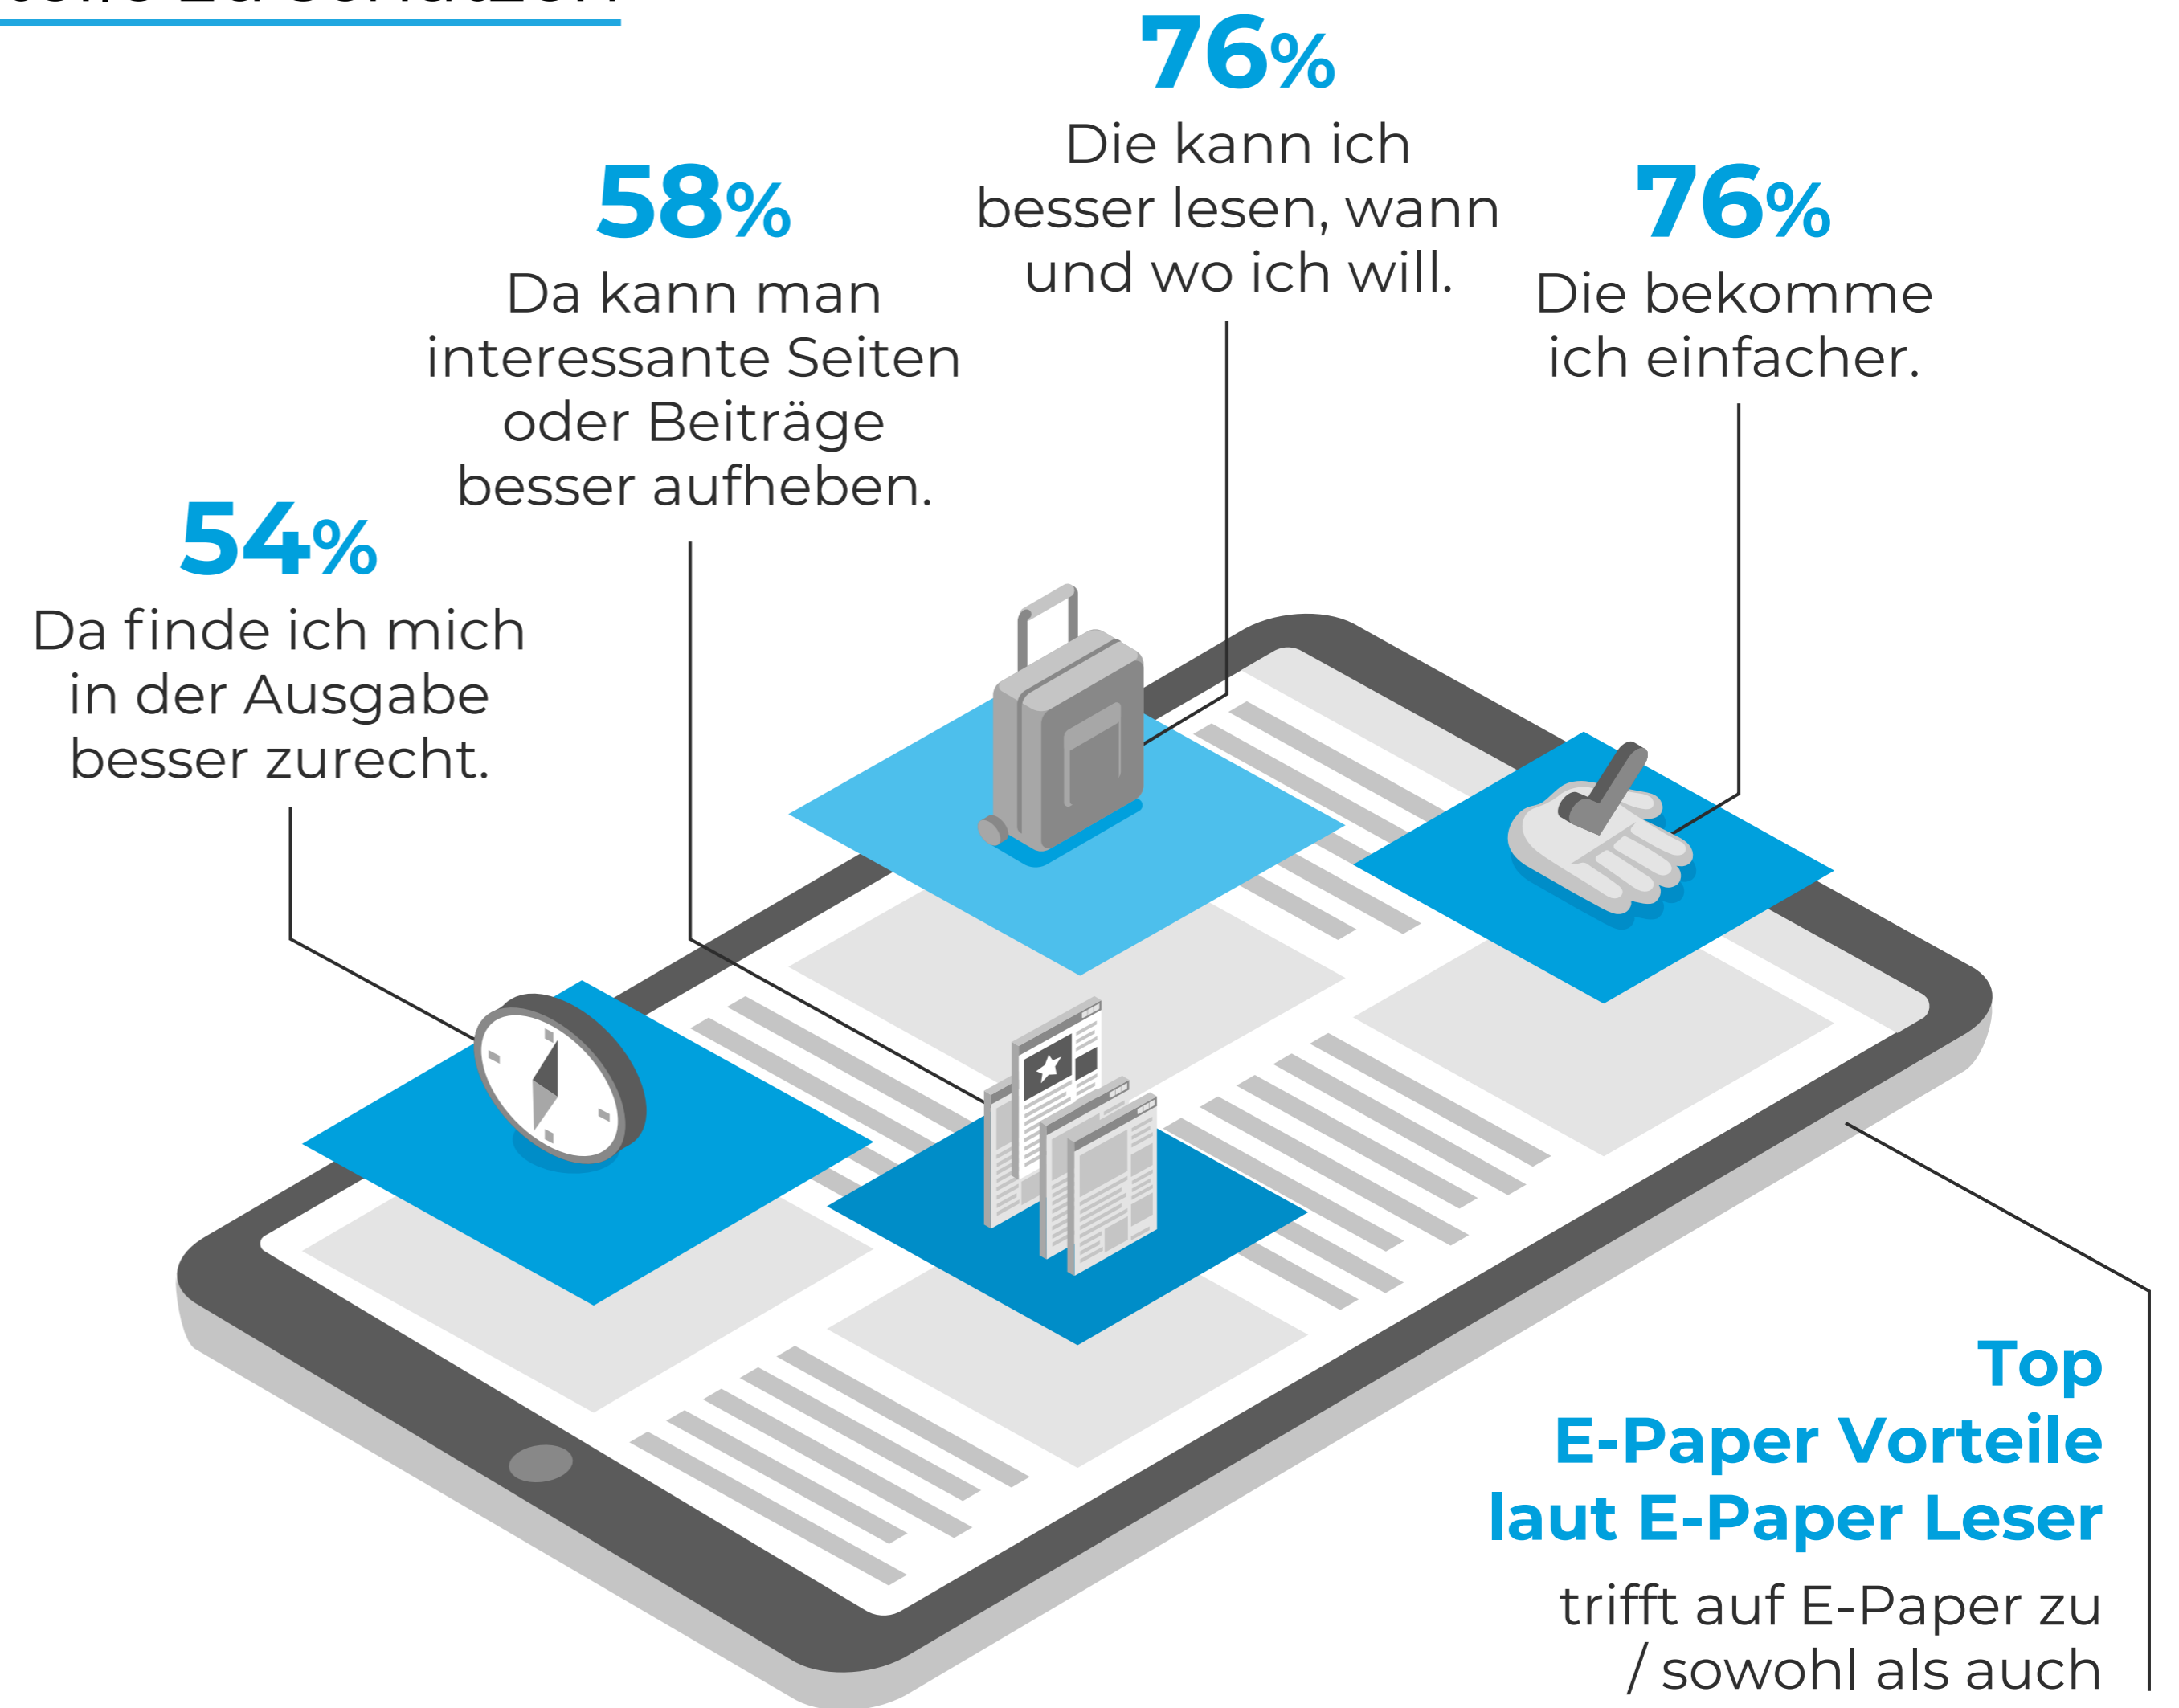 zu schätzen
76%
Die kann ich
besser lesen, wann
und wo ich will.
76%
Die bekomme
ich einfacher.
58%
Da kann man
interessante Seiten
oder Beiträge
besser aufheben.
54%
Da finde ich mich
in der Ausgabe
besser zurecht.
Top
E-Paper Vorteile
laut E-Paper Leser
trifft auf E-Paper zu
/ sowohl als auch